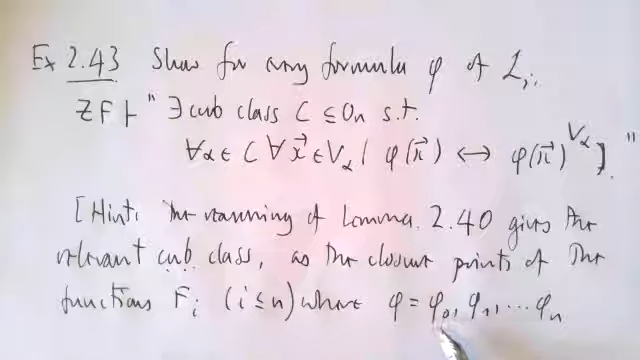 Ex 2.43 Show for any formula φ of ℒ_∈̇.
ZF ⊢ " ∃ cub class C ⊆ On s.t.
∀α ∈ C ∀x⃗ ∈ V_α [ φ(x⃗) ↔ φ(x⃗)^{V_α} ]. "
[Hint: The reasoning of Lemma 2.40 gives the
relevant cub class, as the closure points of the
functions F_i (i ≤ n) where φ = φ_0, φ_1, ... φ_n